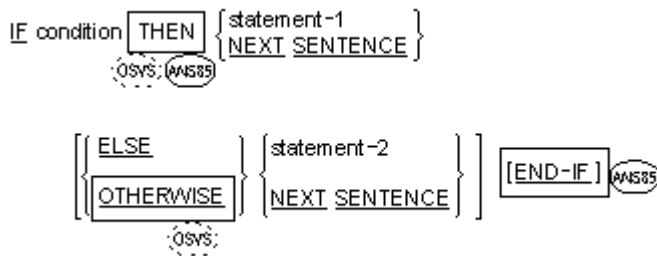 statement-1
IF condition THEN NEXT SENTENCE
OSVS ANS85
ELSE statement-2
[END-IF] ANS85
OTHERWISE NEXT SENTENCE
OSVS